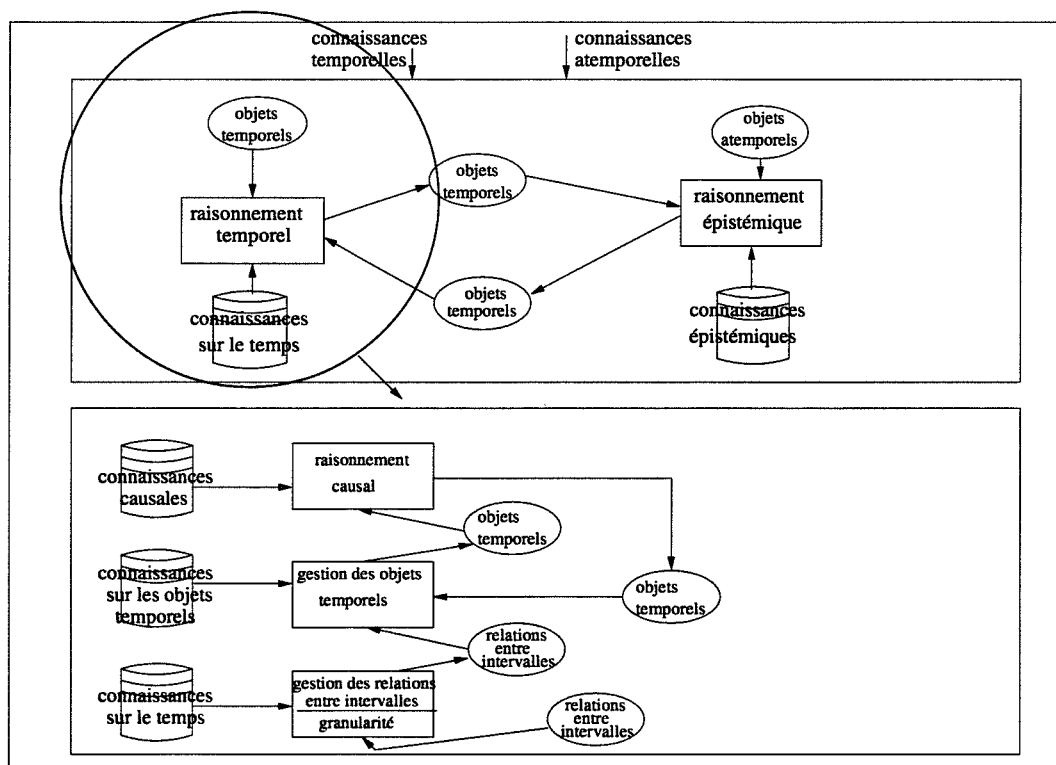 connaissances
temporelles
connaissances
atemporelles
objets
temporels
objets
atemporels
objets
temporels
raisonnement
temporel
raisonnement
épistémique
objets
temporels
connaissances
sur le temps
connaissances
épistémiques
connaissances
causales
raisonnement
causal
objets
temporels
connaissances
sur les objets
temporels
gestion des objets
temporels
objets
temporels
relations
entre
intervalles
connaissances
sur le temps
gestion des relations
entre intervalles
granularité
relations
entre
intervalles